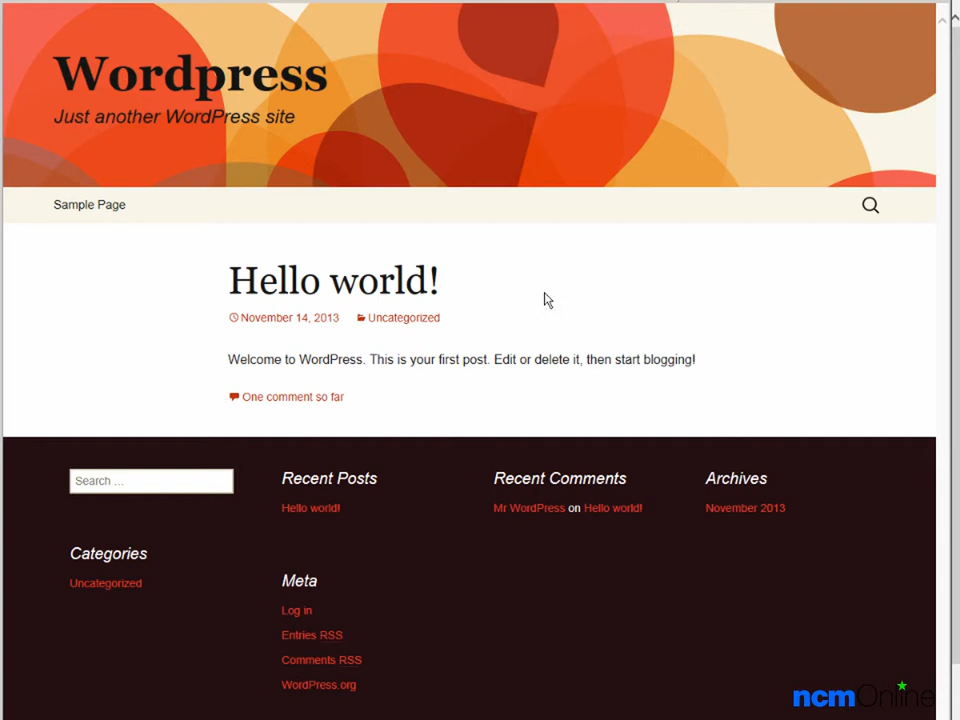 Wordpress
Just another WordPress site
Sample Page
Hello world!
November 14, 2013 Uncategorized
Welcome to WordPress. This is your first post. Edit or delete it, then start blogging!
One comment so far
Search ...
Recent Posts
Hello world!
Recent Comments
Mr WordPress on Hello world!
Archives
November 2013
Categories
Uncategorized
Meta
Log in
Entries RSS
Comments RSS
WordPress.org
ncmOnline